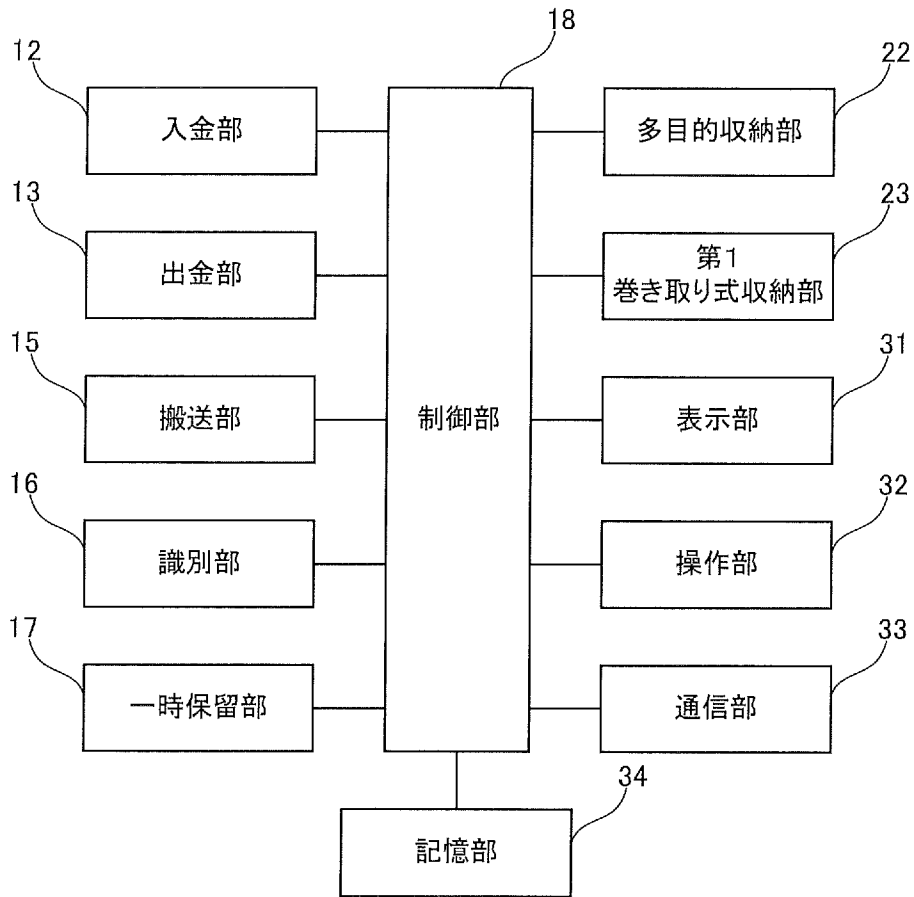 18
12
入金部
22
多目的収納部
13
出金部
23
第1
巻き取り式収納部
15
搬送部
制御部
31
表示部
16
識別部
32
操作部
17
一時保留部
33
通信部
34
記憶部